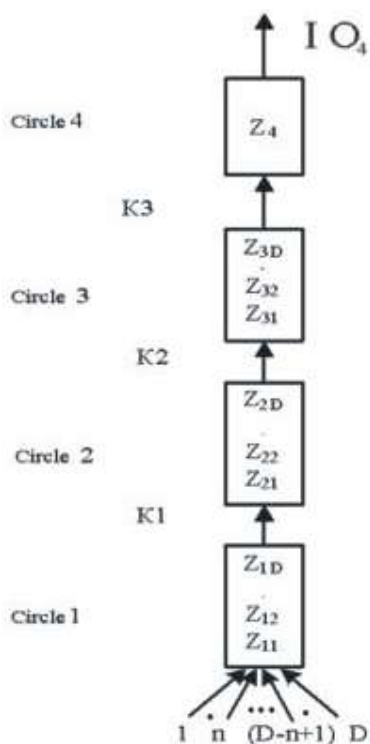 I O₄
Circle 4
Z₄
K3
Z₃D
.
Circle 3
Z₃₂
Z₃₁
K2
Z₂D
.
Circle 2
Z₂₂
Z₂₁
K1
Z₁D
.
Circle 1
Z₁₂
Z₁₁
1 n ... (D-n+1) D